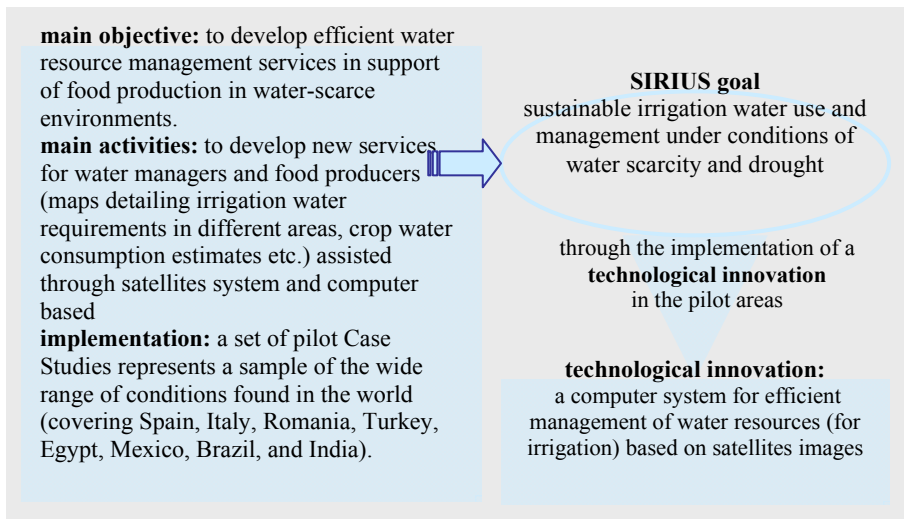 main objective: to develop efficient water
resource management services in support
of food production in water-scarce
environments.
main activities: to develop new services
for water managers and food producers
(maps detailing irrigation water
requirements in different areas, crop water
consumption estimates etc.) assisted
through satellites system and computer
based
implementation: a set of pilot Case
Studies represents a sample of the wide
range of conditions found in the world
(covering Spain, Italy, Romania, Turkey,
Egypt, Mexico, Brazil, and India).
SIRIUS goal
sustainable irrigation water use and
management under conditions of
water scarcity and drought
through the implementation of a
technological innovation
in the pilot areas
technological innovation:
a computer system for efficient
management of water resources (for
irrigation) based on satellites images